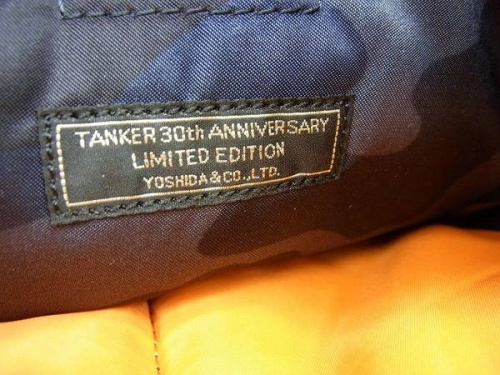 TANKER 30th ANNIVERSARY
LIMITED EDITION
YOSHIDA & CO., LTD.